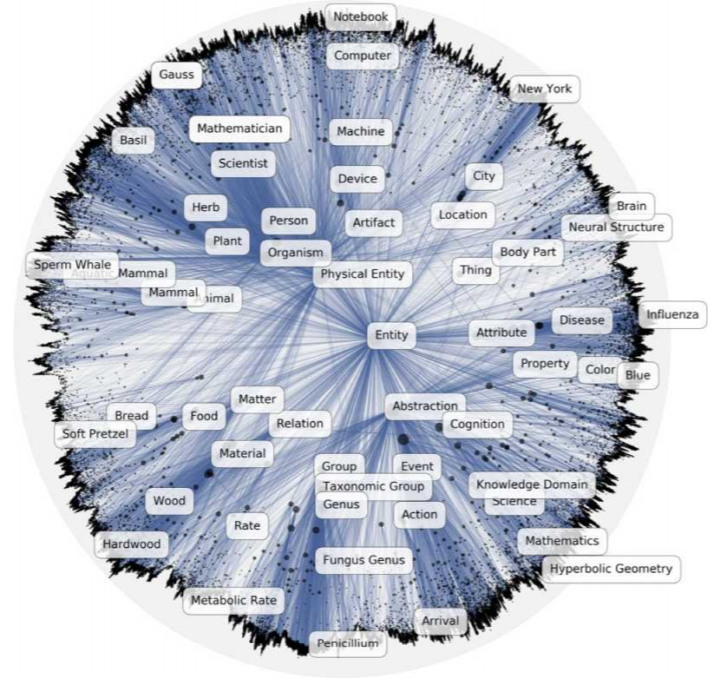 Notebook
Computer
Gauss
New York
Mathematician
Machine
Basil
Scientist
Device
City
Herb
Person
Artifact
Location
Brain
Plant
Neural Structure
Organism
Body Part
Sperm Whale
Aquatic Mammal
Physical Entity
Thing
Mammal
Animal
Influenza
Entity
Attribute
Disease
Property
Color
Blue
Matter
Abstraction
Bread
Food
Relation
Cognition
Soft Pretzel
Material
Group
Event
Taxonomic Group
Knowledge Domain
Wood
Genus
Science
Action
Rate
Hardwood
Mathematics
Fungus Genus
Hyperbolic Geometry
Metabolic Rate
Arrival
Penicillium